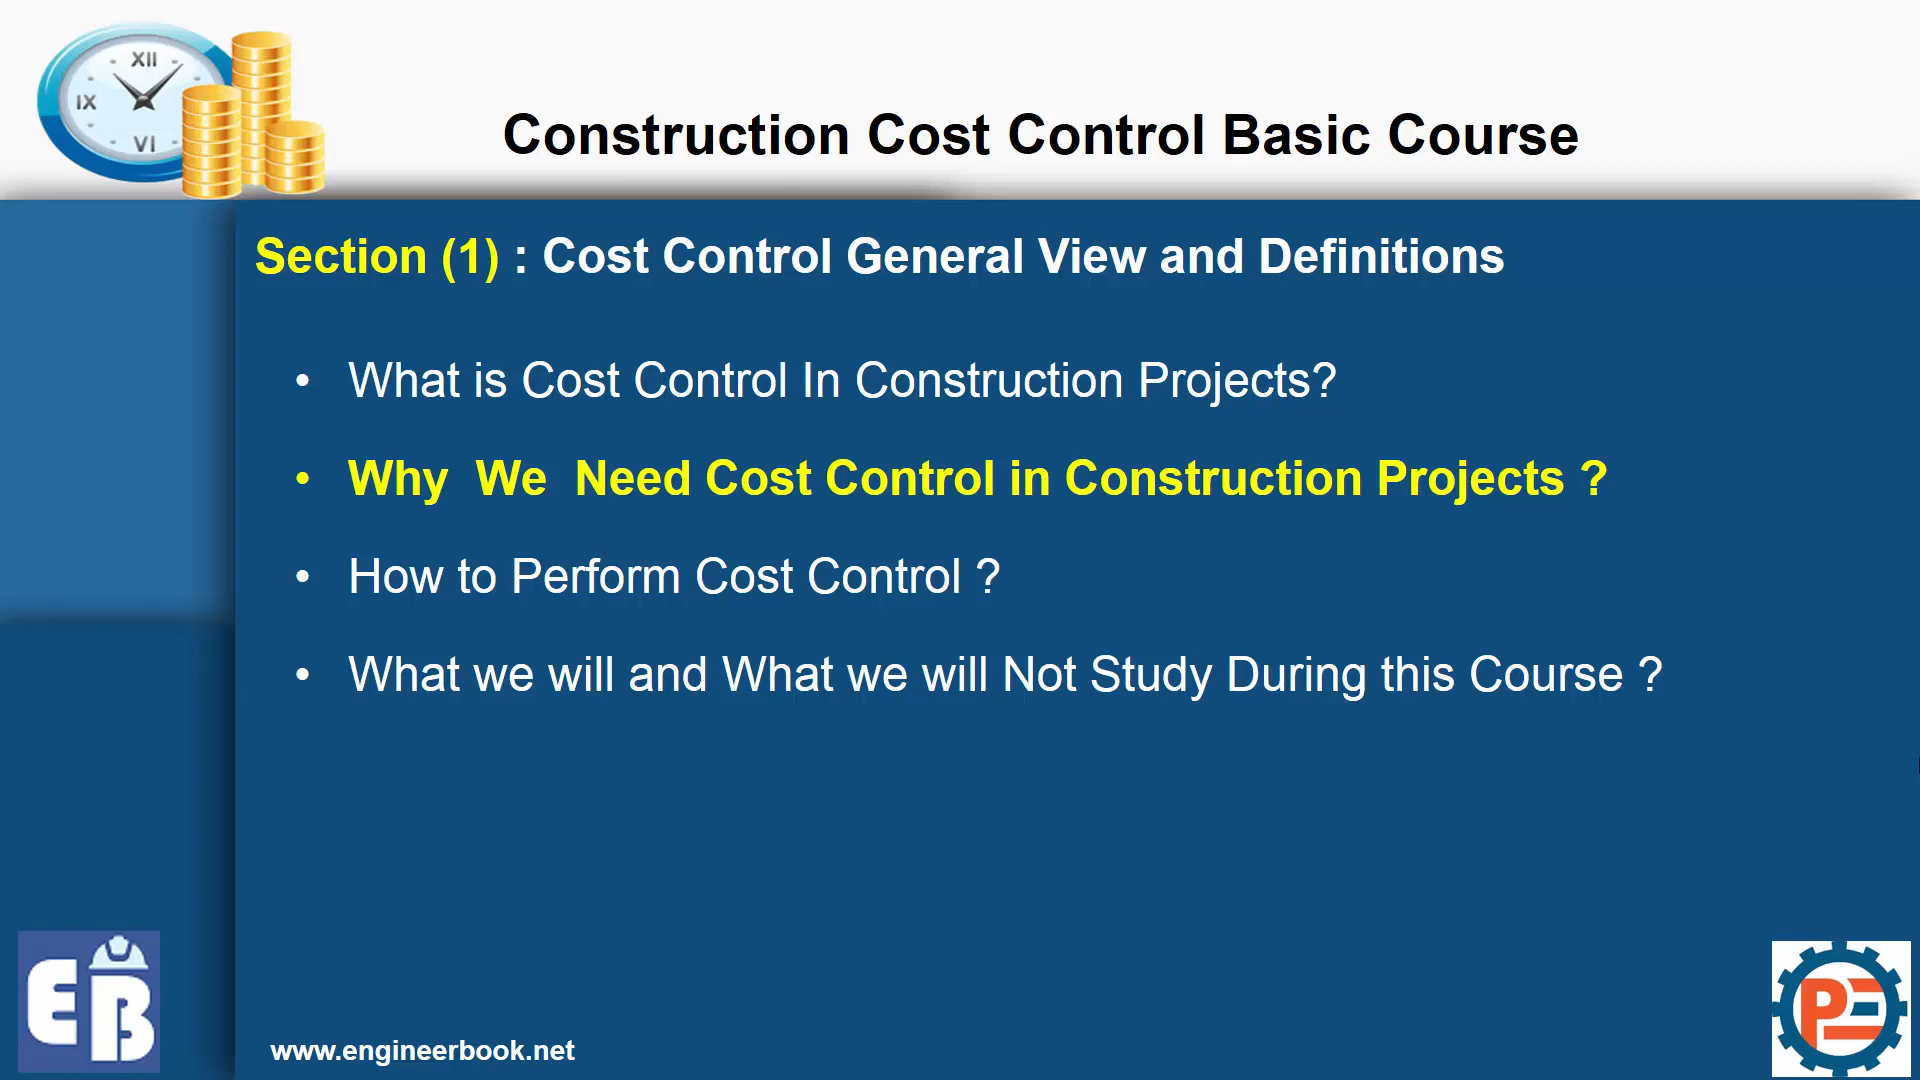 XII
IX
VI
Construction Cost Control Basic Course
Section (1) : Cost Control General View and Definitions
• What is Cost Control In Construction Projects?
• Why We Need Cost Control in Construction Projects ?
• How to Perform Cost Control ?
• What we will and What we will Not Study During this Course ?
EB
www.engineerbook.net
PE